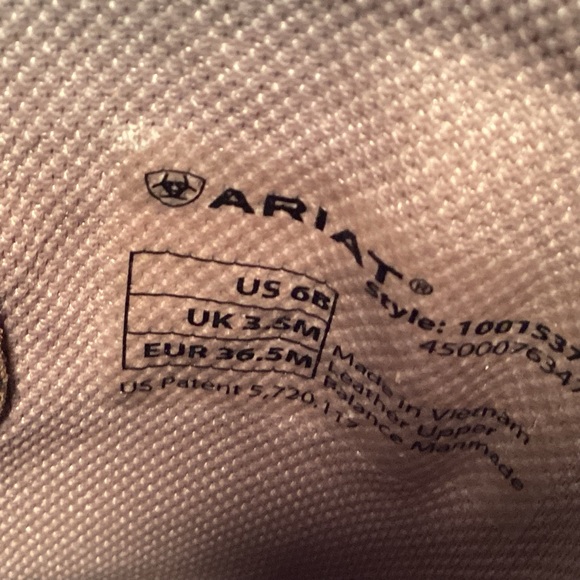 ARIAT®
US 6B
UK 3.5M
EUR 36.5M
US Patent 5,720,117
Style: 1001537
4500076347
Made in Vietnam
Leather Upper
Balance Manmade